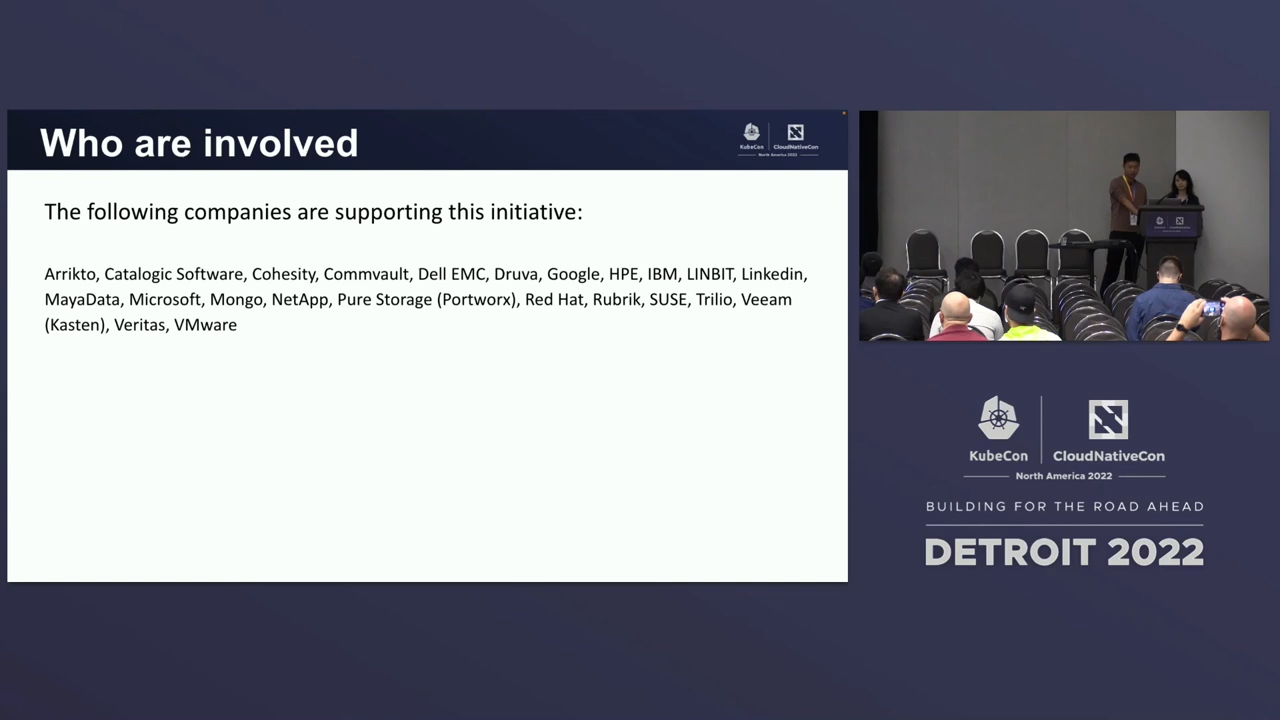 Who are involved
KubeCon
CloudNativeCon
North America 2022
The following companies are supporting this initiative:
Arrikto, Catalogic Software, Cohesity, Commvault, Dell EMC, Druva, Google, HPE, IBM, LINBIT, Linkedin,
MayaData, Microsoft, Mongo, NetApp, Pure Storage (Portworx), Red Hat, Rubrik, SUSE, Trilio, Veeam
(Kasten), Veritas, VMware
KubeCon
CloudNativeCon
North America 2022
BUILDING FOR THE ROAD AHEAD
DETROIT 2022